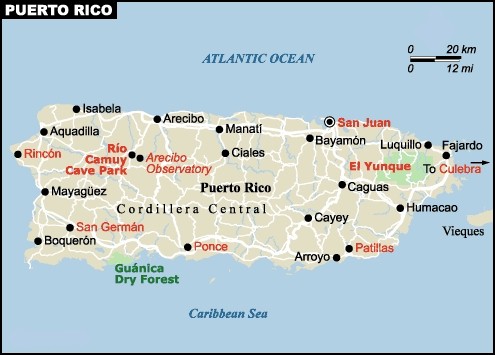 PUERTO RICO
ATLANTIC OCEAN
0 20 km
0 12 mi
Isabela
Arecibo
San Juan
Aquadilla
Manatí
Bayamón
Luquillo
Fajardo
Rincón
Río
Camuy
Cave Park
Arecibo
Observatory
Ciales
El Yunque
To Culebra
Mayagüez
Puerto Rico
Caguas
Cordillera Central
Humacao
San Germán
Cayey
Vieques
Boquerón
Ponce
Patillas
Arroyo
Guánica
Dry Forest
Caribbean Sea